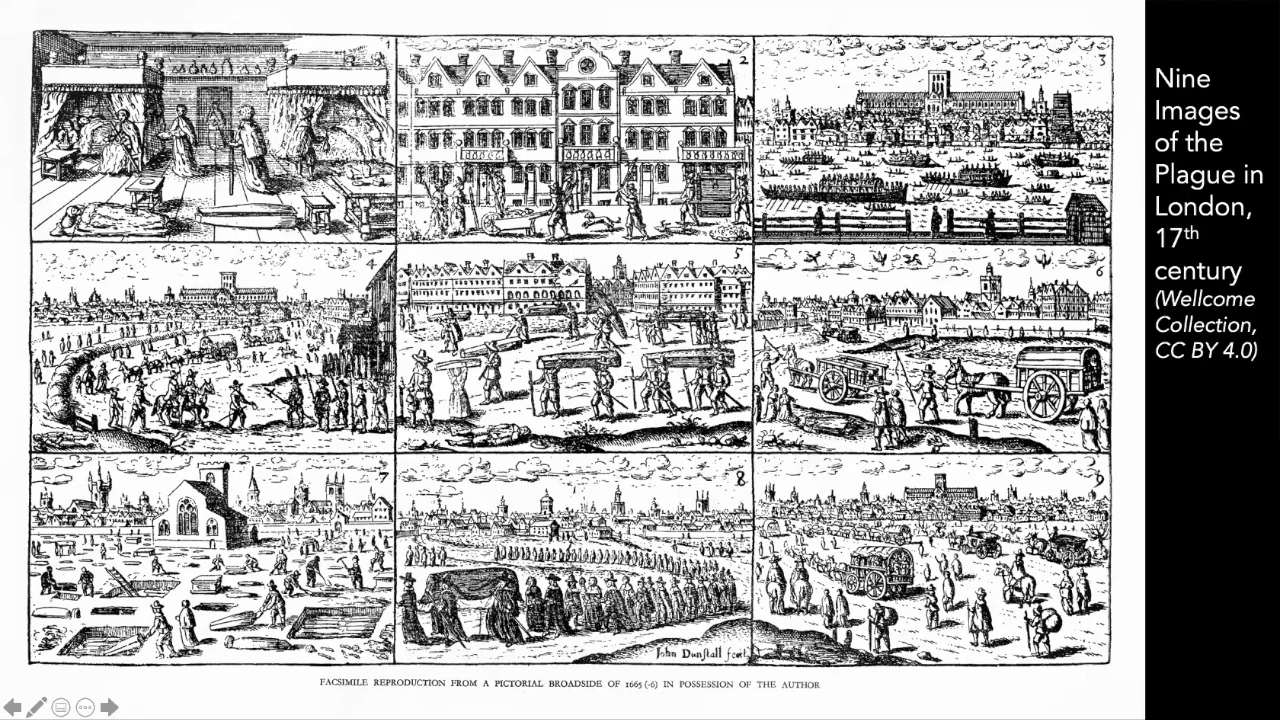 1
2
3
4
5
6
7
8
9
John Dunstall fecit.
FACSIMILE REPRODUCTION FROM A PICTORIAL BROADSIDE OF 1665 (-6) IN POSSESSION OF THE AUTHOR
Nine
Images
of the
Plague in
London,
17th
century
(Wellcome
Collection,
CC BY 4.0)